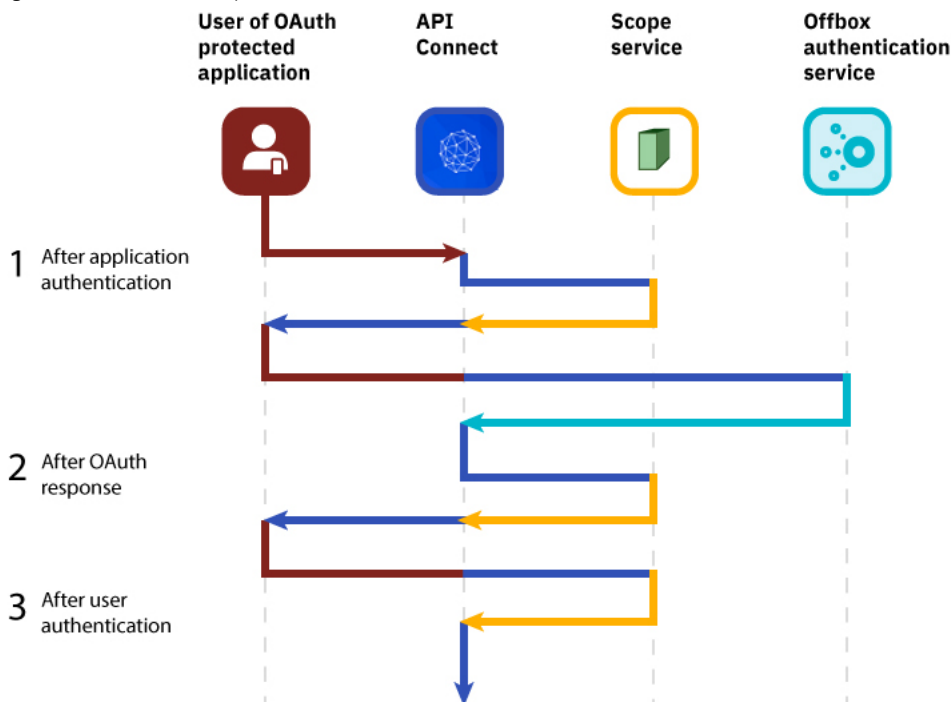 User of OAuth
protected
application
API
Connect
Scope
service
Offbox
authentication
service
1 After application
authentication
2 After OAuth
response
3 After user
authentication